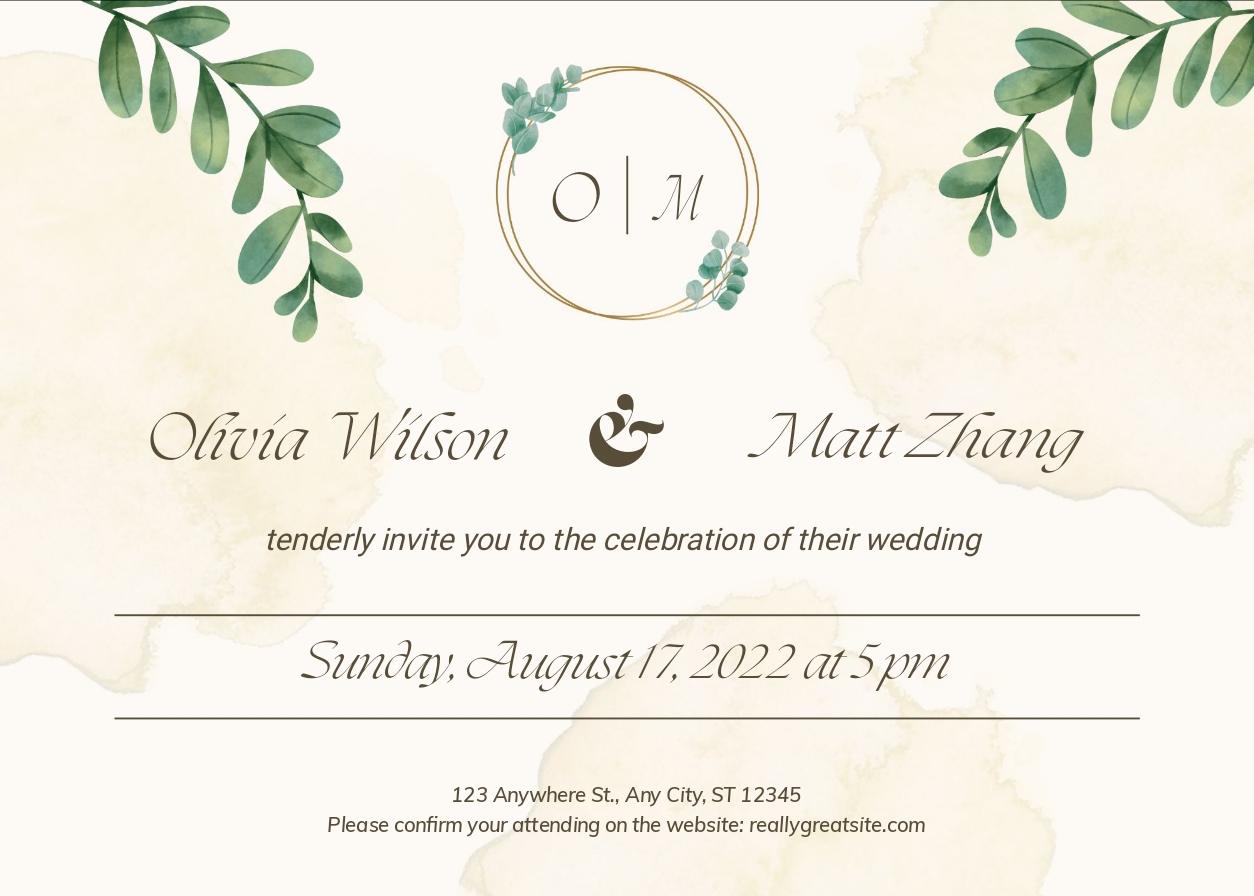 O | M
Olivia Wilson & Matt Zhang
tenderly invite you to the celebration of their wedding
Sunday, August 17, 2022 at 5 pm
123 Anywhere St., Any City, ST 12345
Please confirm your attending on the website: reallygreatsite.com